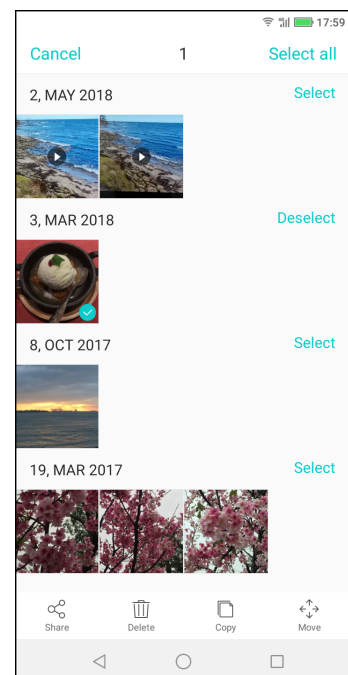 17:59
Cancel 1 Select all
2, MAY 2018 Select
3, MAR 2018 Deselect
8, OCT 2017 Select
19, MAR 2017 Select
Share Delete Copy Move